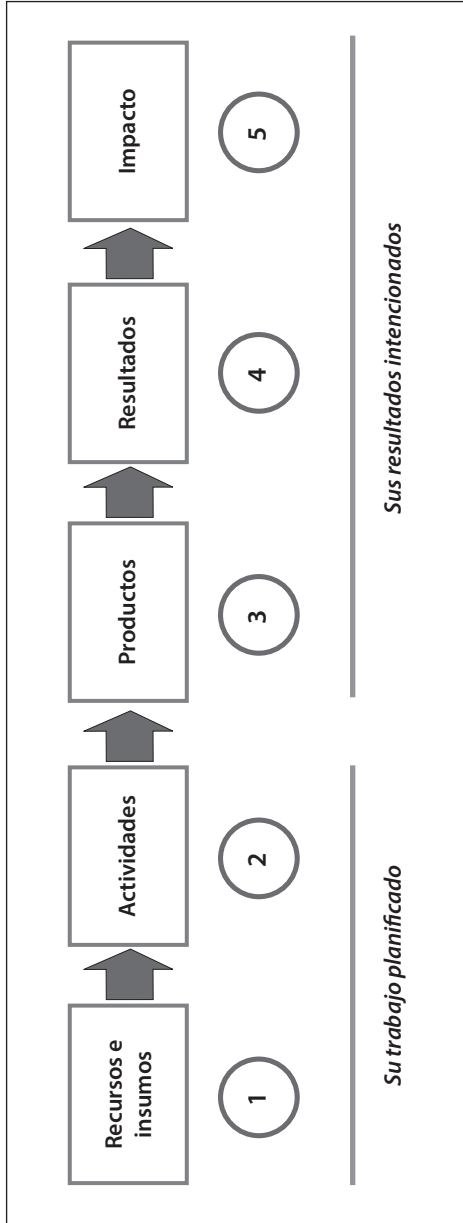 Recursos e
insumos
Actividades
Productos
Resultados
Impacto
1
2
3
4
5
Su trabajo planificado
Sus resultados intencionados